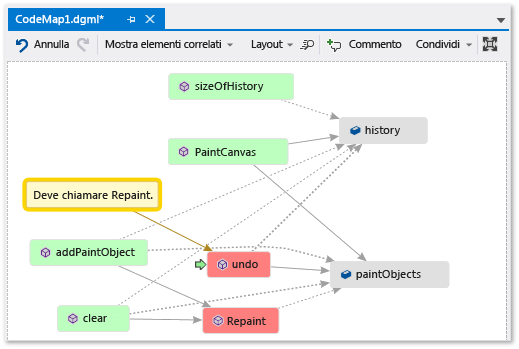 CodeMap1.dgml*
Annulla
Mostra elementi correlati
Layout
Commento
Condividi
sizeOfHistory
history
PaintCanvas
Deve chiamare Repaint.
addPaintObject
undo
paintObjects
clear
Repaint